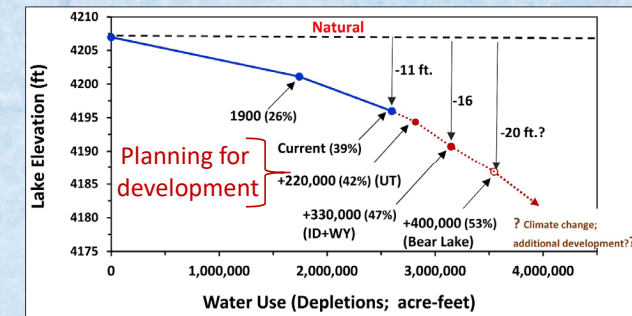 Natural
4210
4205
4200
4195
4190
4185
4180
4175
Lake Elevation (ft)
-11 ft.
-16
-20 ft.?
1900 (26%)
Current (39%)
Planning for
development
+220,000 (42%) (UT)
+330,000 (47%)
(ID+WY)
+400,000 (53%)
(Bear Lake)
? Climate change;
additional development??
0
1,000,000
2,000,000
3,000,000
4,000,000
Water Use (Depletions; acre-feet)